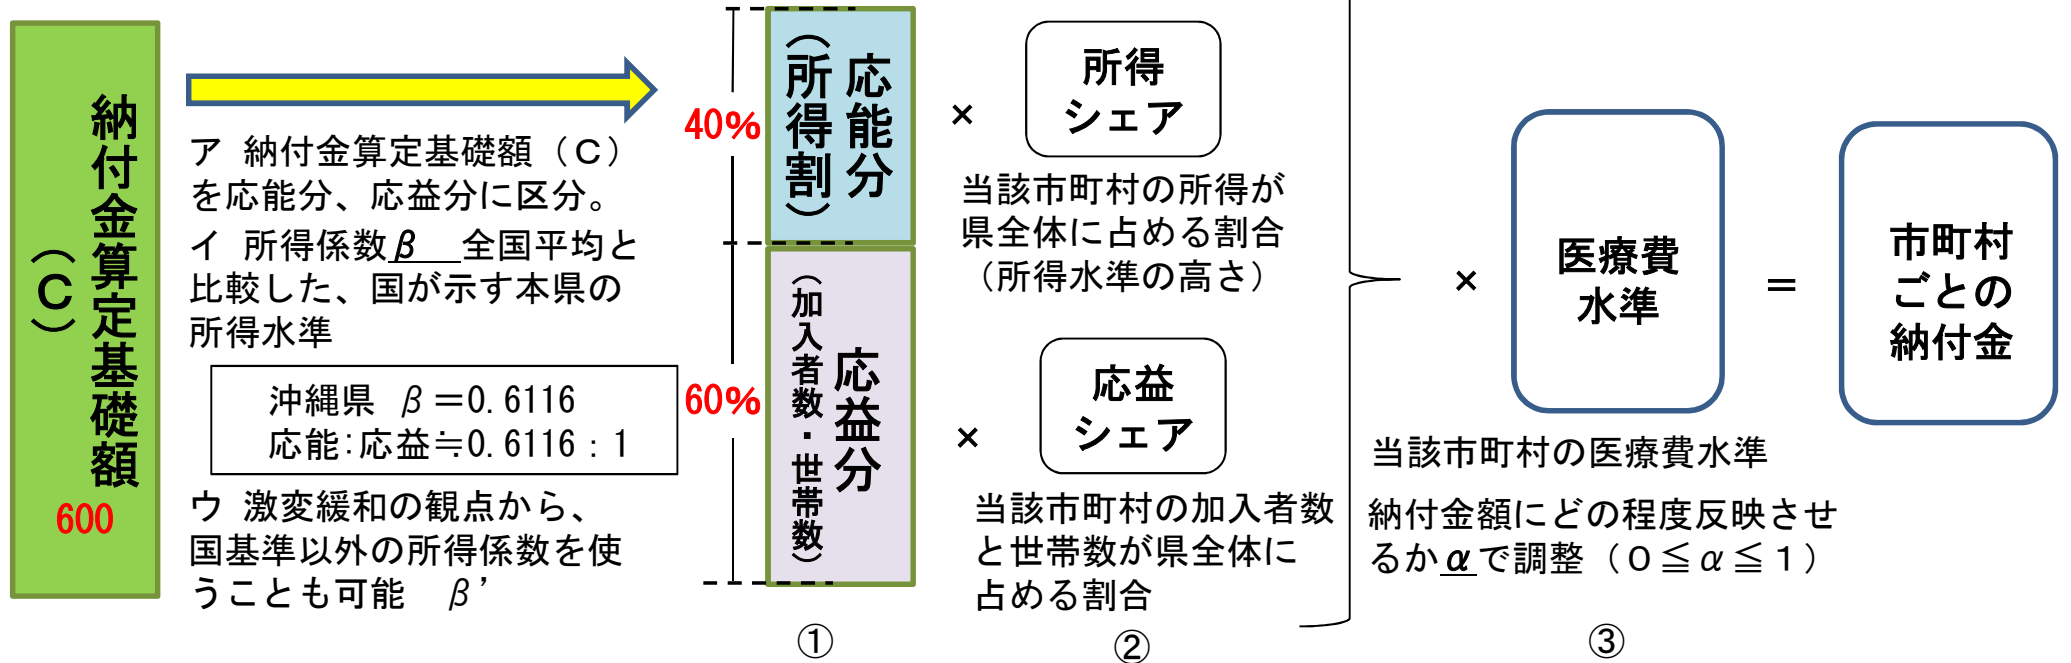 納付金算定基礎額
（Ｃ）
600
ア 納付金算定基礎額（Ｃ）
を応能分、応益分に区分。
イ 所得係数β 全国平均と
比較した、国が示す本県の
所得水準
沖縄県 β＝0.6116
応能:応益≒0.6116：1
ウ 激変緩和の観点から、
国基準以外の所得係数を使
うことも可能 β’
40%
60%
応能分
（所得割）
応益分
（加入者数・世帯数）
①
×
所得
シェア
当該市町村の所得が
県全体に占める割合
（所得水準の高さ）
×
応益
シェア
当該市町村の加入者数
と世帯数が県全体に
占める割合
②
×
医療費
水準
当該市町村の医療費水準
納付金額にどの程度反映させ
るかαで調整（０≦α≦１）
③
＝
市町村
ごとの
納付金